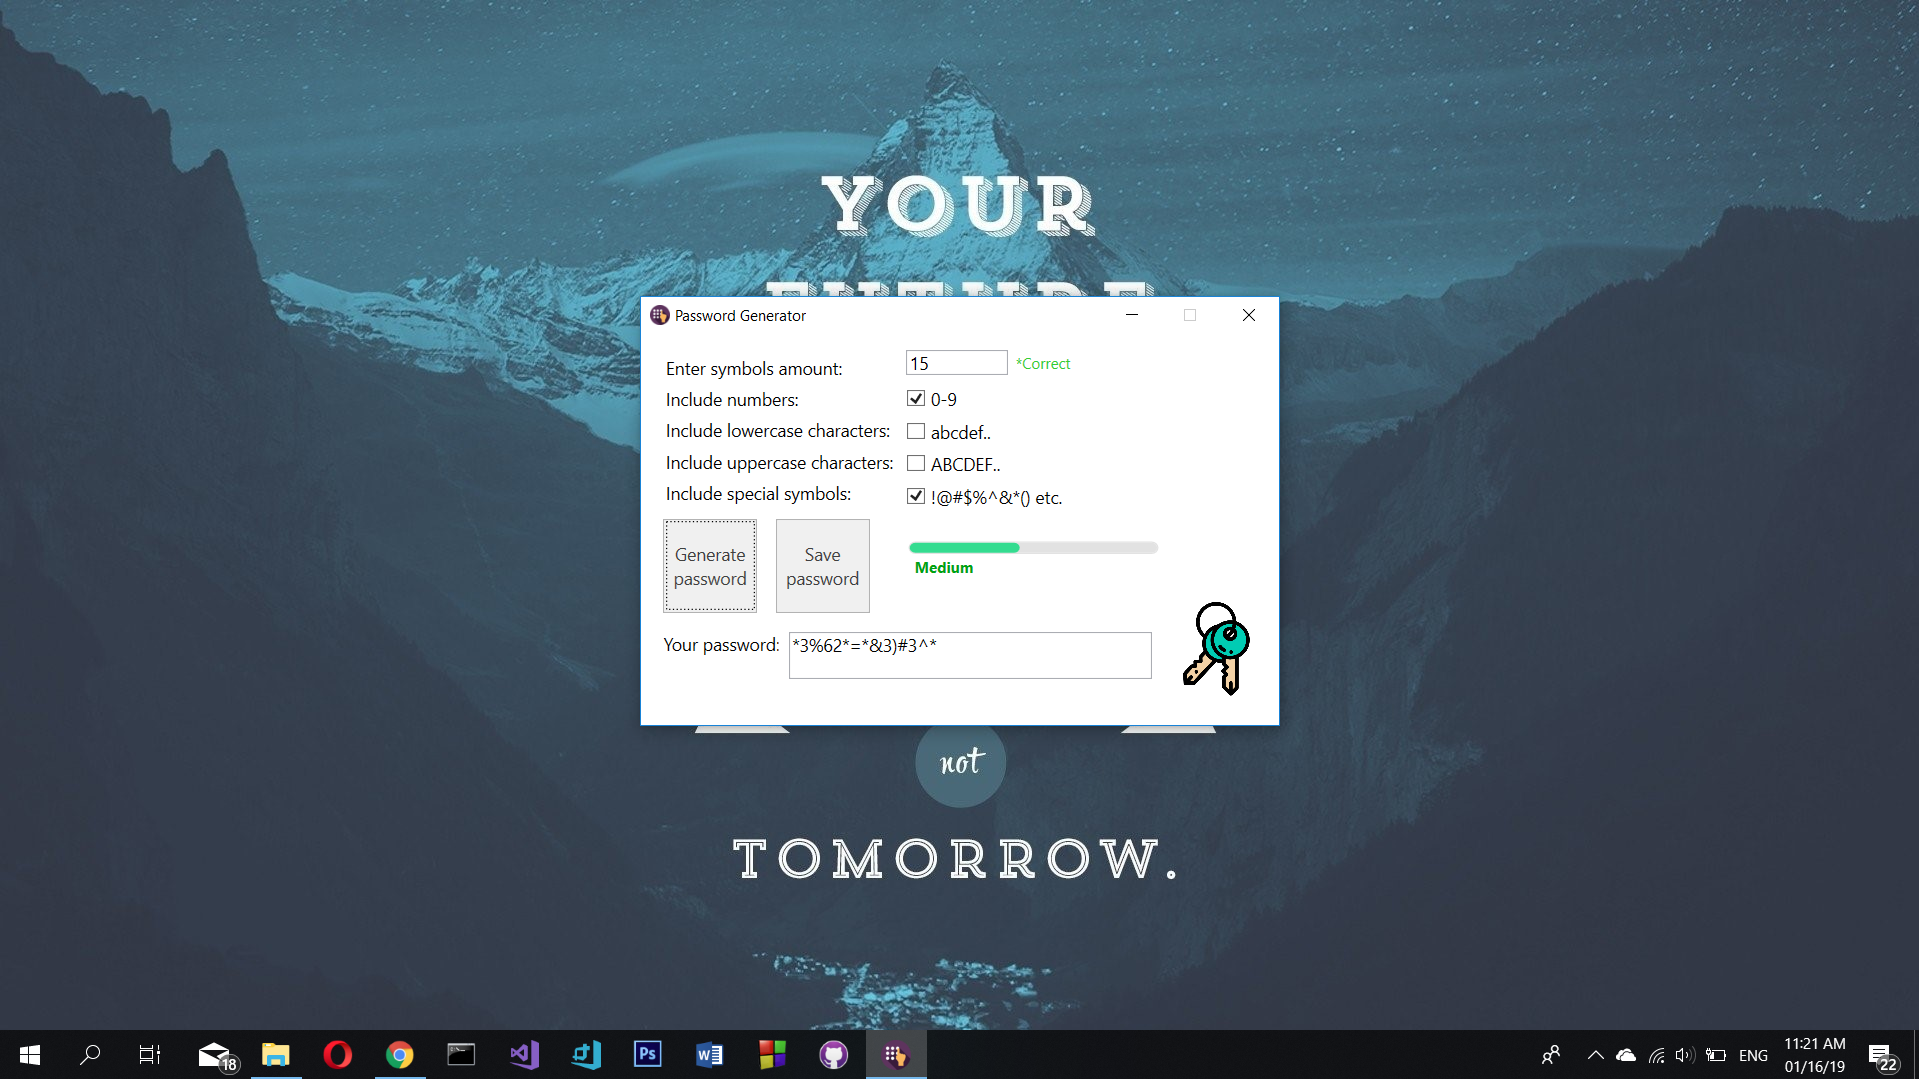 YOUR
FUTURE
Password Generator
Enter symbols amount: 15 *Correct
Include numbers: 0-9
Include lowercase characters: abcdef..
Include uppercase characters: ABCDEF..
Include special symbols: !@#$%^&*() etc.
Generate password
Save password
Medium
Your password: *3%62*=*&3)#3^*
not
TOMORROW.
18
Ps
W
ENG
11:21 AM
01/16/19
22